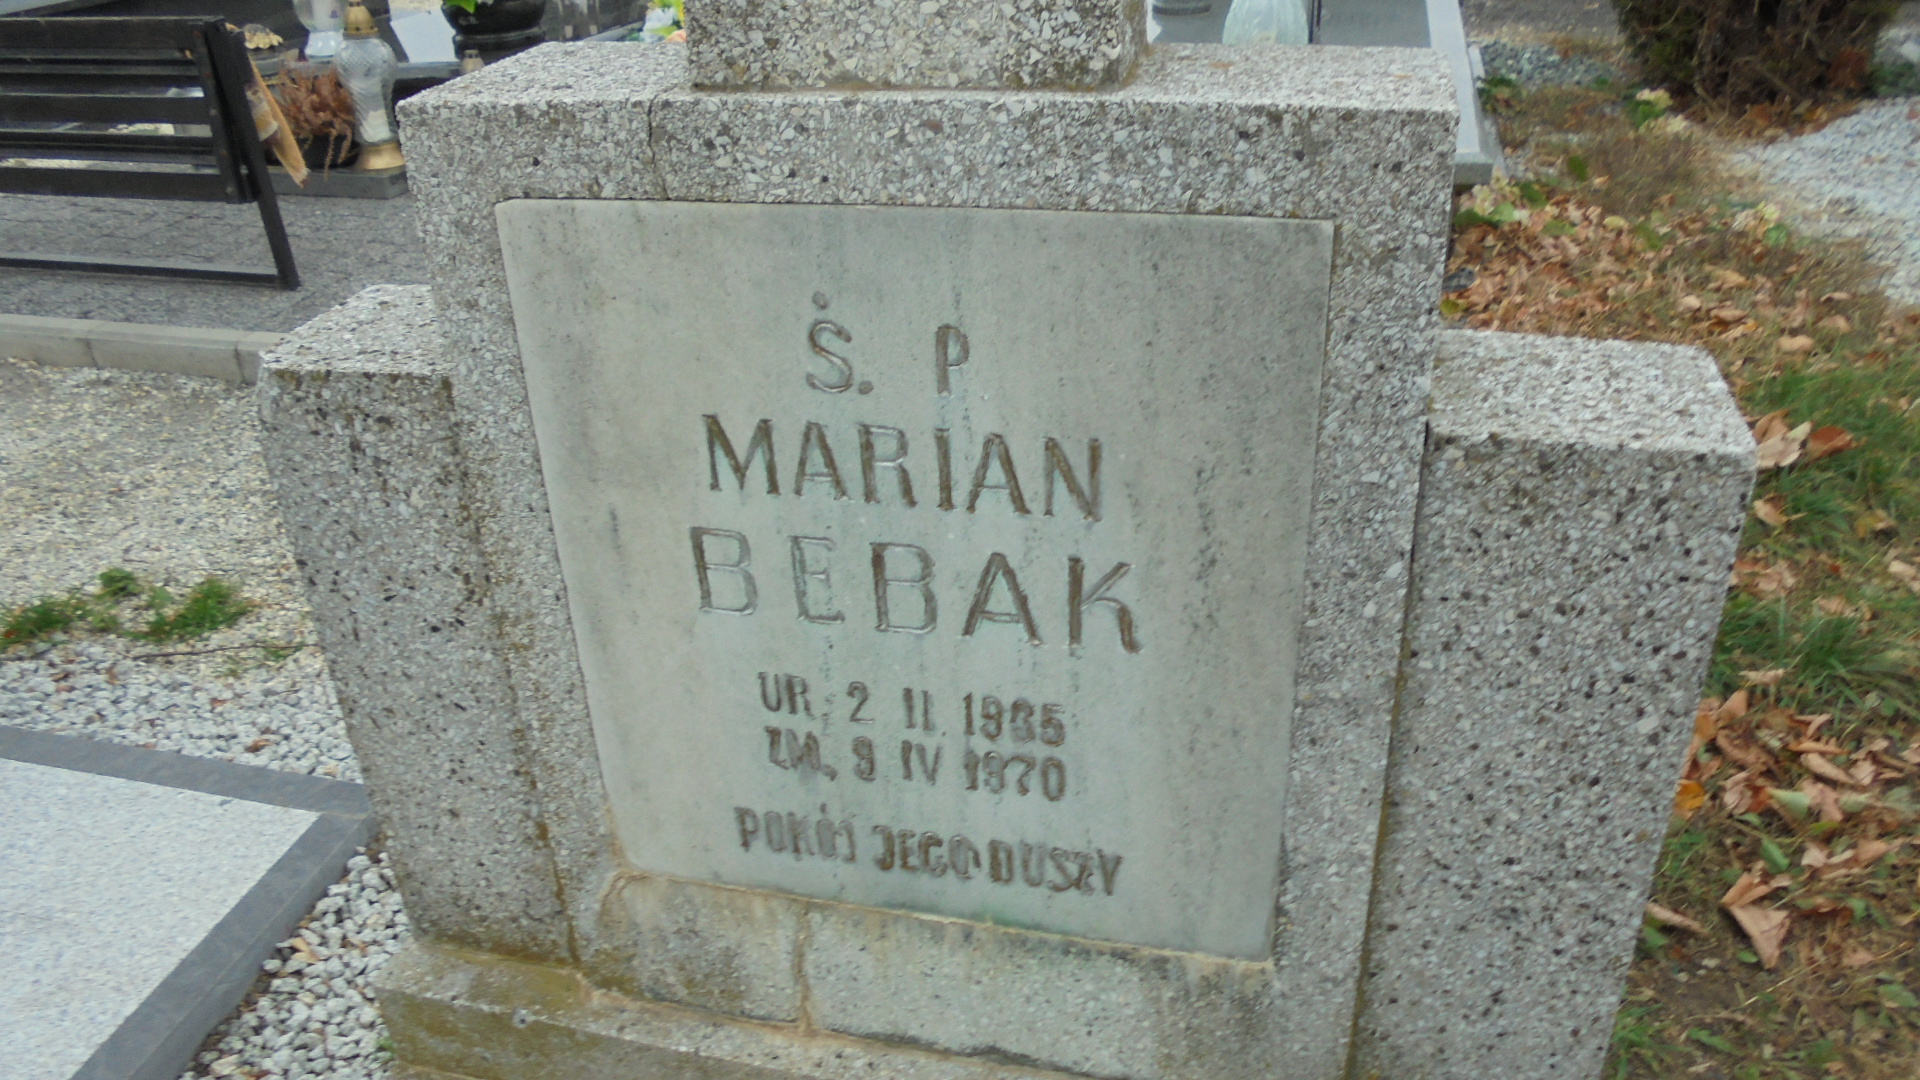 Ś. P
MARIAN
BEBAK
UR. 2 II. 1935
ZM. 9 IV 1970
POKÓJ JEGO DUSZY